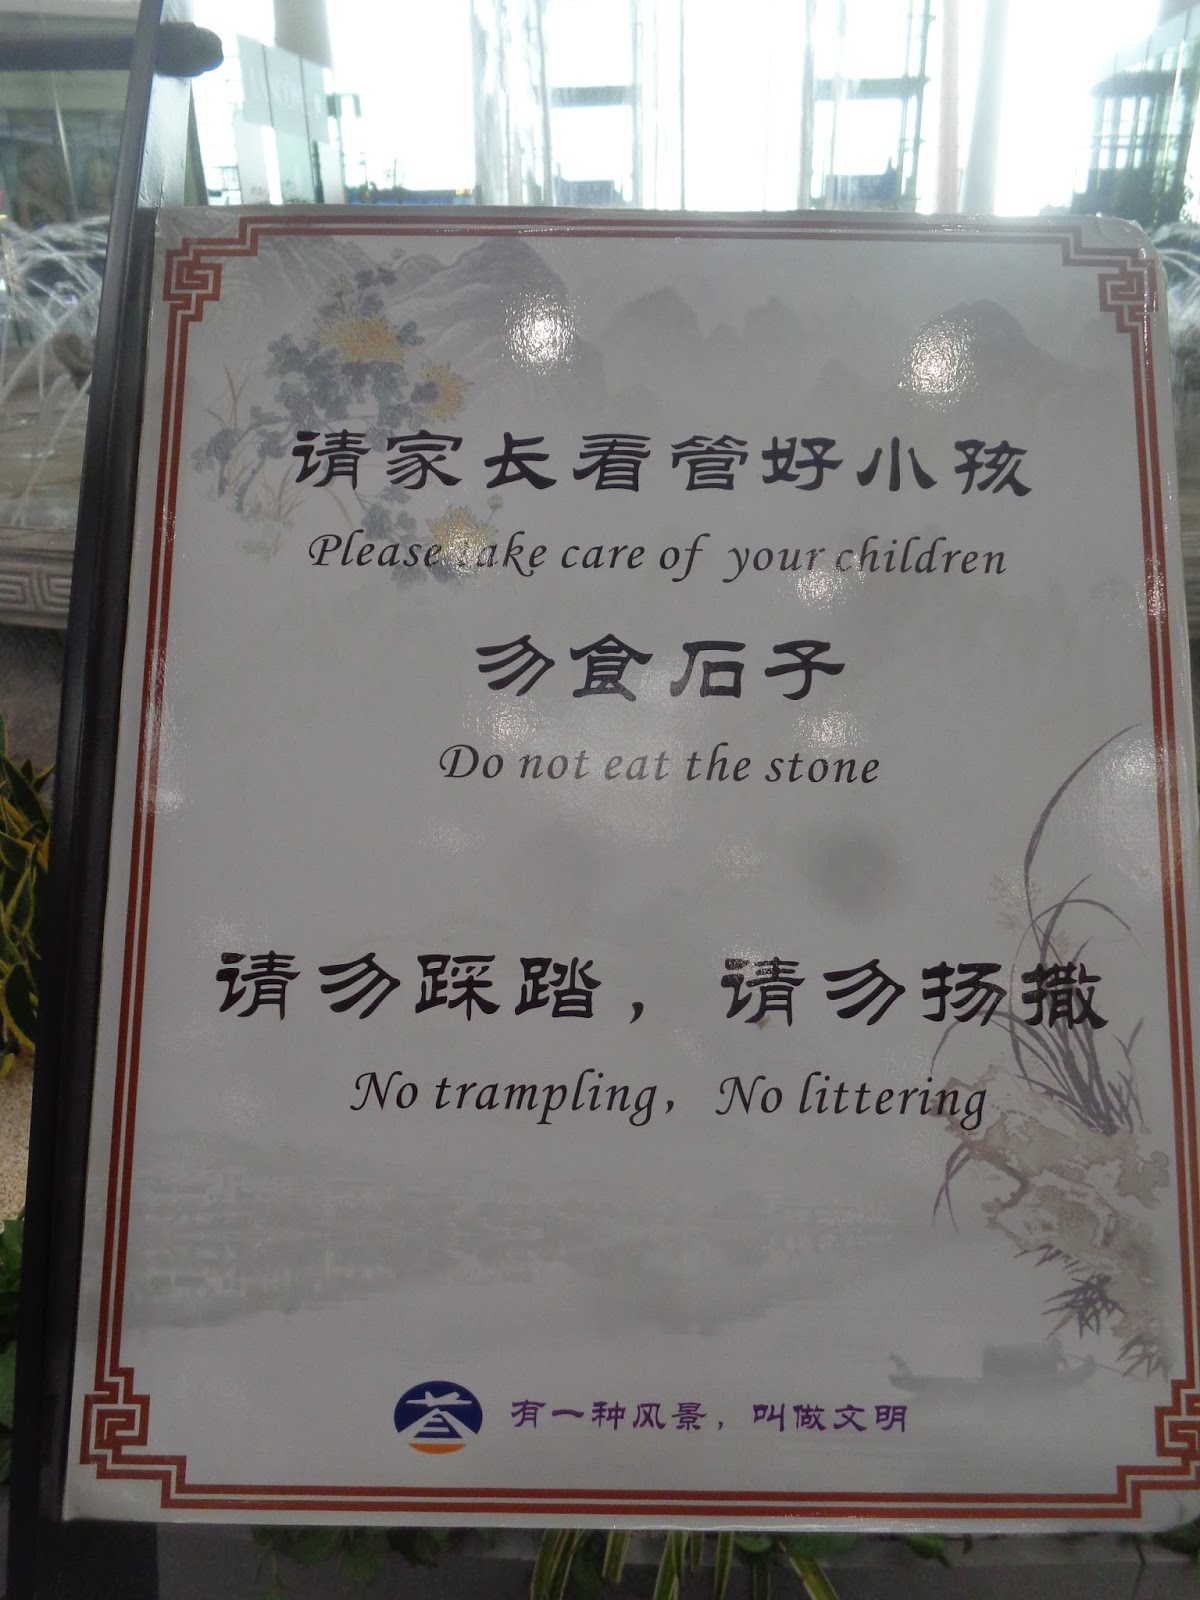 请家长看管好小孩
Please take care of your children
勿食石子
Do not eat the stone
请勿踩踏，请勿扬撒
No trampling，No littering
有一种风景，叫做文明